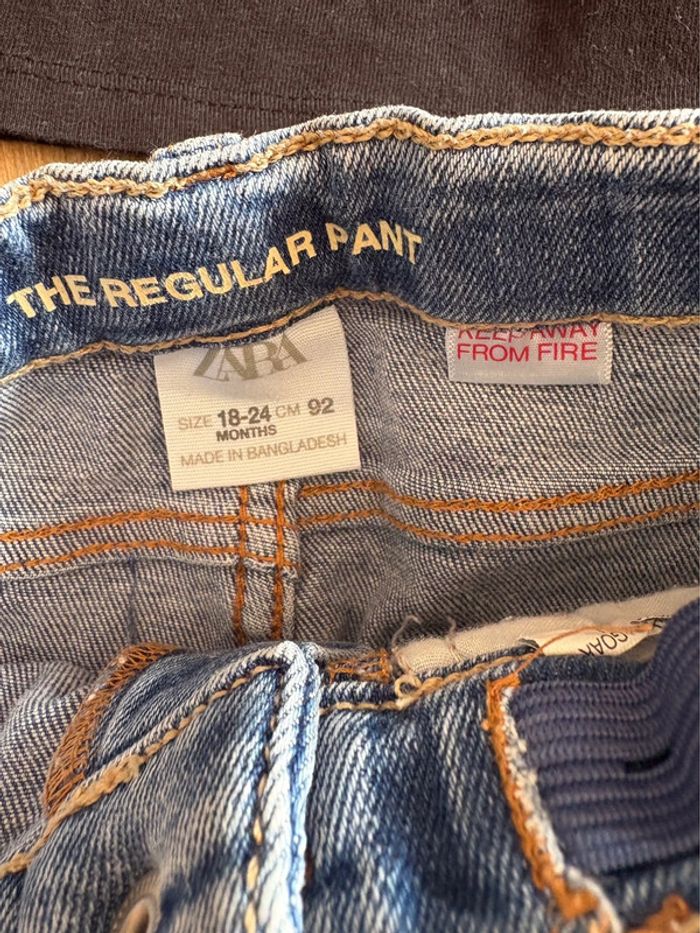 THE REGULAR PANT
ZARA
SIZE 18-24 CM 92
MONTHS
MADE IN BANGLADESH
KEEP AWAY
FROM FIRE